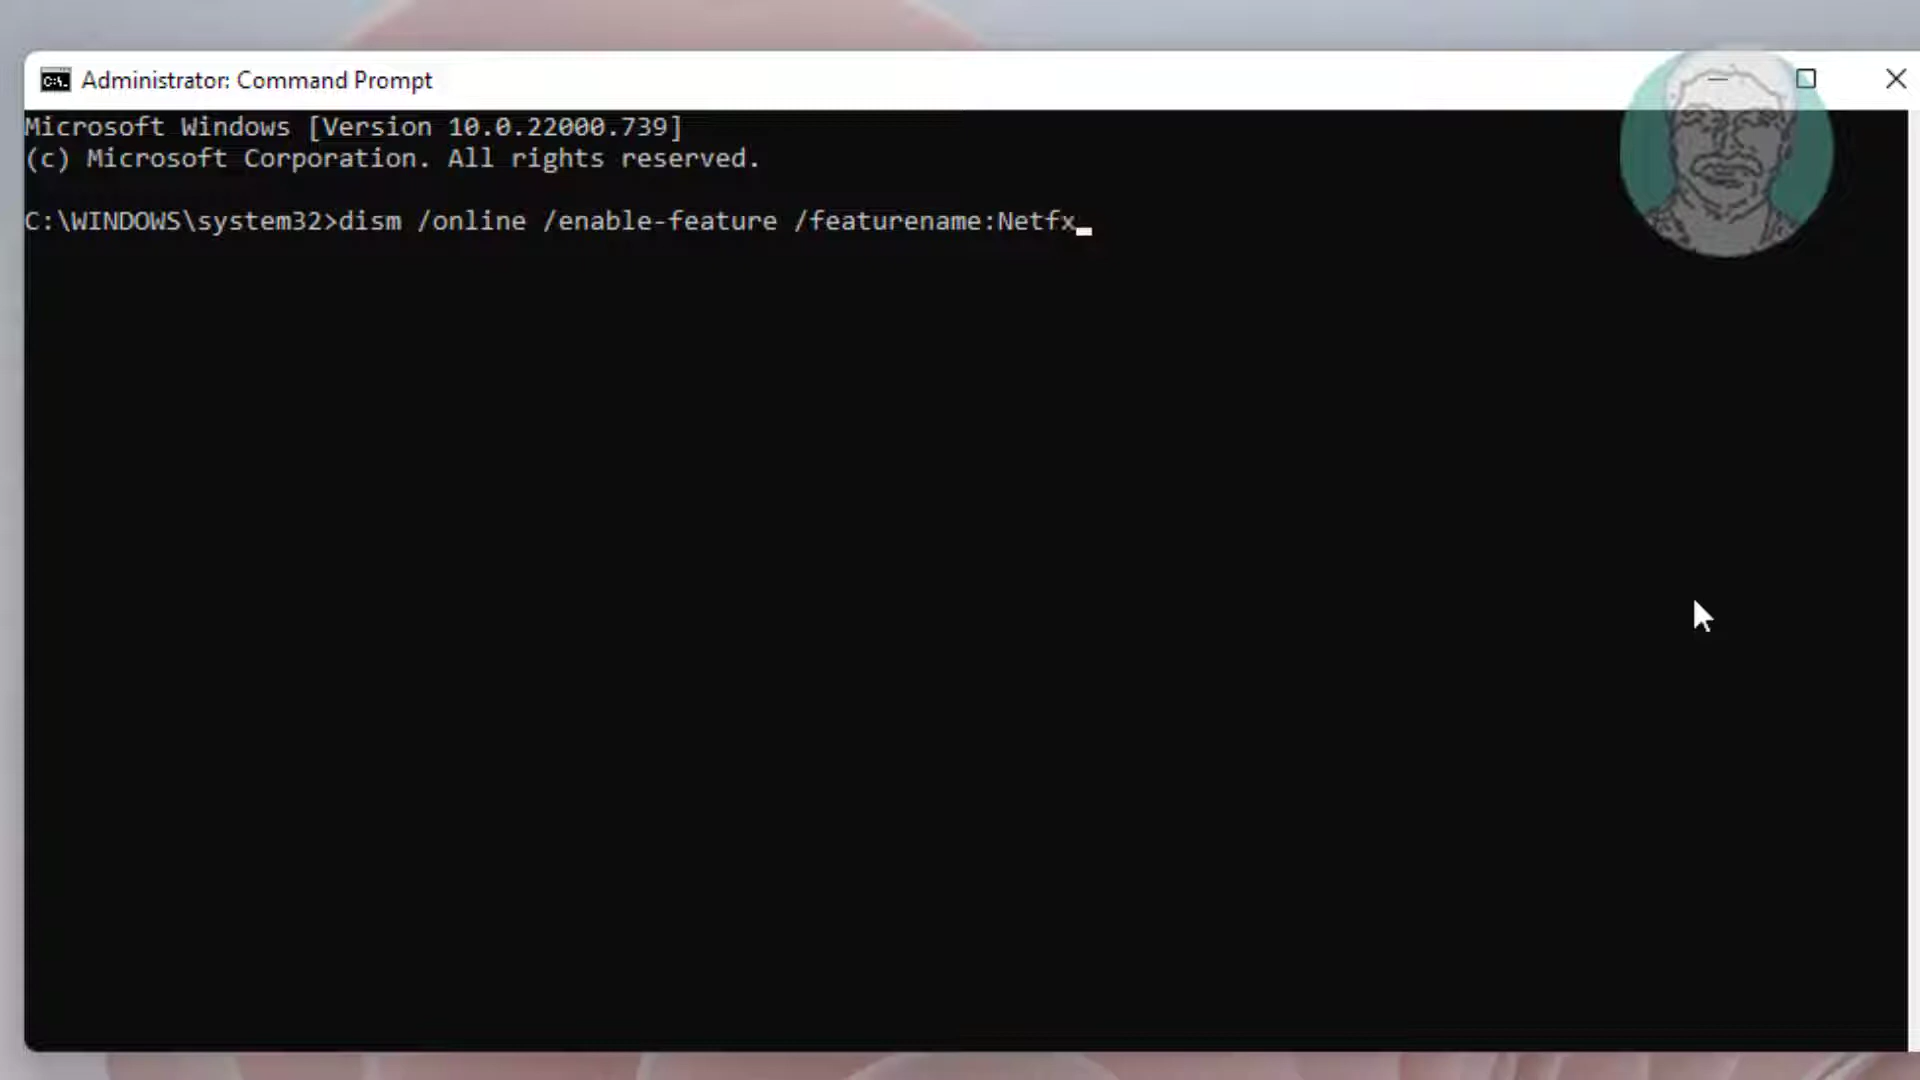 Administrator: Command Prompt
Microsoft Windows [Version 10.0.22000.739]
(c) Microsoft Corporation. All rights reserved.
C:\WINDOWS\system32>dism /online /enable-feature /featurename:Netfx